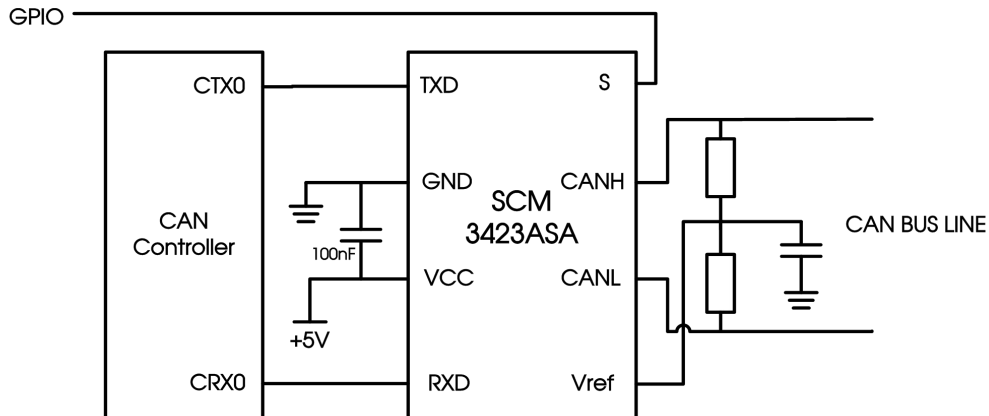 GPIO
CTX0
TXD
S
GND
CANH
SCM
3423ASA
CAN
Controller
100nF
CAN BUS LINE
VCC
CANL
+5V
CRX0
RXD
Vref